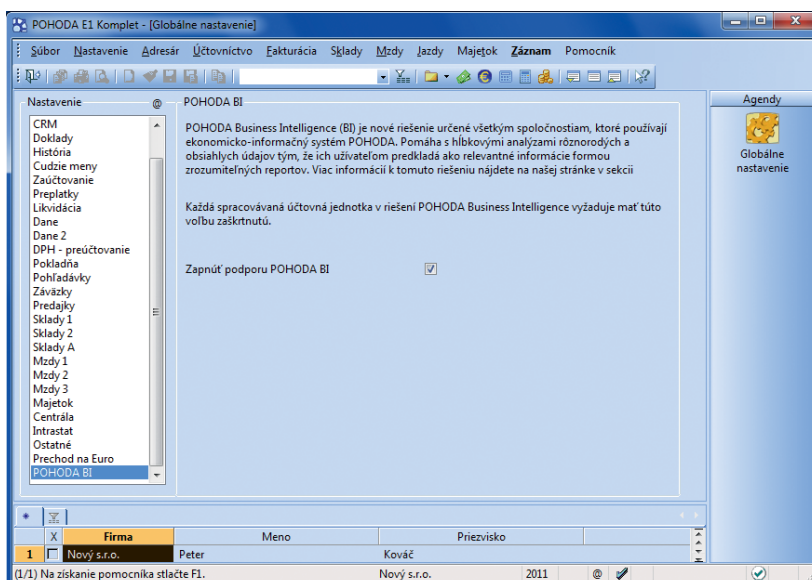 POHODA E1 Komplet - [Globálne nastavenie]
Súbor Nastavenie Adresár Účtovníctvo Fakturácia Sklady Mzdy Jazdy Majetok Záznam Pomocník
Nastavenie @
CRM
Doklady
História
Cudzie meny
Zaúčtovanie
Preplatky
Likvidácia
Dane
Dane 2
DPH - preúčtovanie
Pokladňa
Pohľadávky
Záväzky
Predajky
Sklady 1
Sklady 2
Sklady A
Mzdy 1
Mzdy 2
Mzdy 3
Majetok
Centrála
Intrastat
Ostatné
Prechod na Euro
POHODA BI
POHODA BI
POHODA Business Intelligence (BI) je nové riešenie určené všetkým spoločnostiam, ktoré používají
ekonomicko-informačný systém POHODA. Pomáha s hĺbkovými analýzami rôznorodých a
obsiahlych údajov tým, že ich užívateľom predkladá ako relevantné informácie formou
zrozumiteľných reportov. Viac informácií k tomuto riešeniu nájdete na našej stránke v sekcii
Každá spracovávaná účtovná jednotka v riešení POHODA Business Intelligence vyžaduje mať túto
voľbu zaškrtnutú.
Zapnúť podporu POHODA BI
Agendy
Globálne
nastavenie
X Firma Meno Priezvisko
1 Nový s.r.o. Peter Kováč
(1/1) Na získanie pomocníka stlačte F1. Nový s.r.o. 2011 @